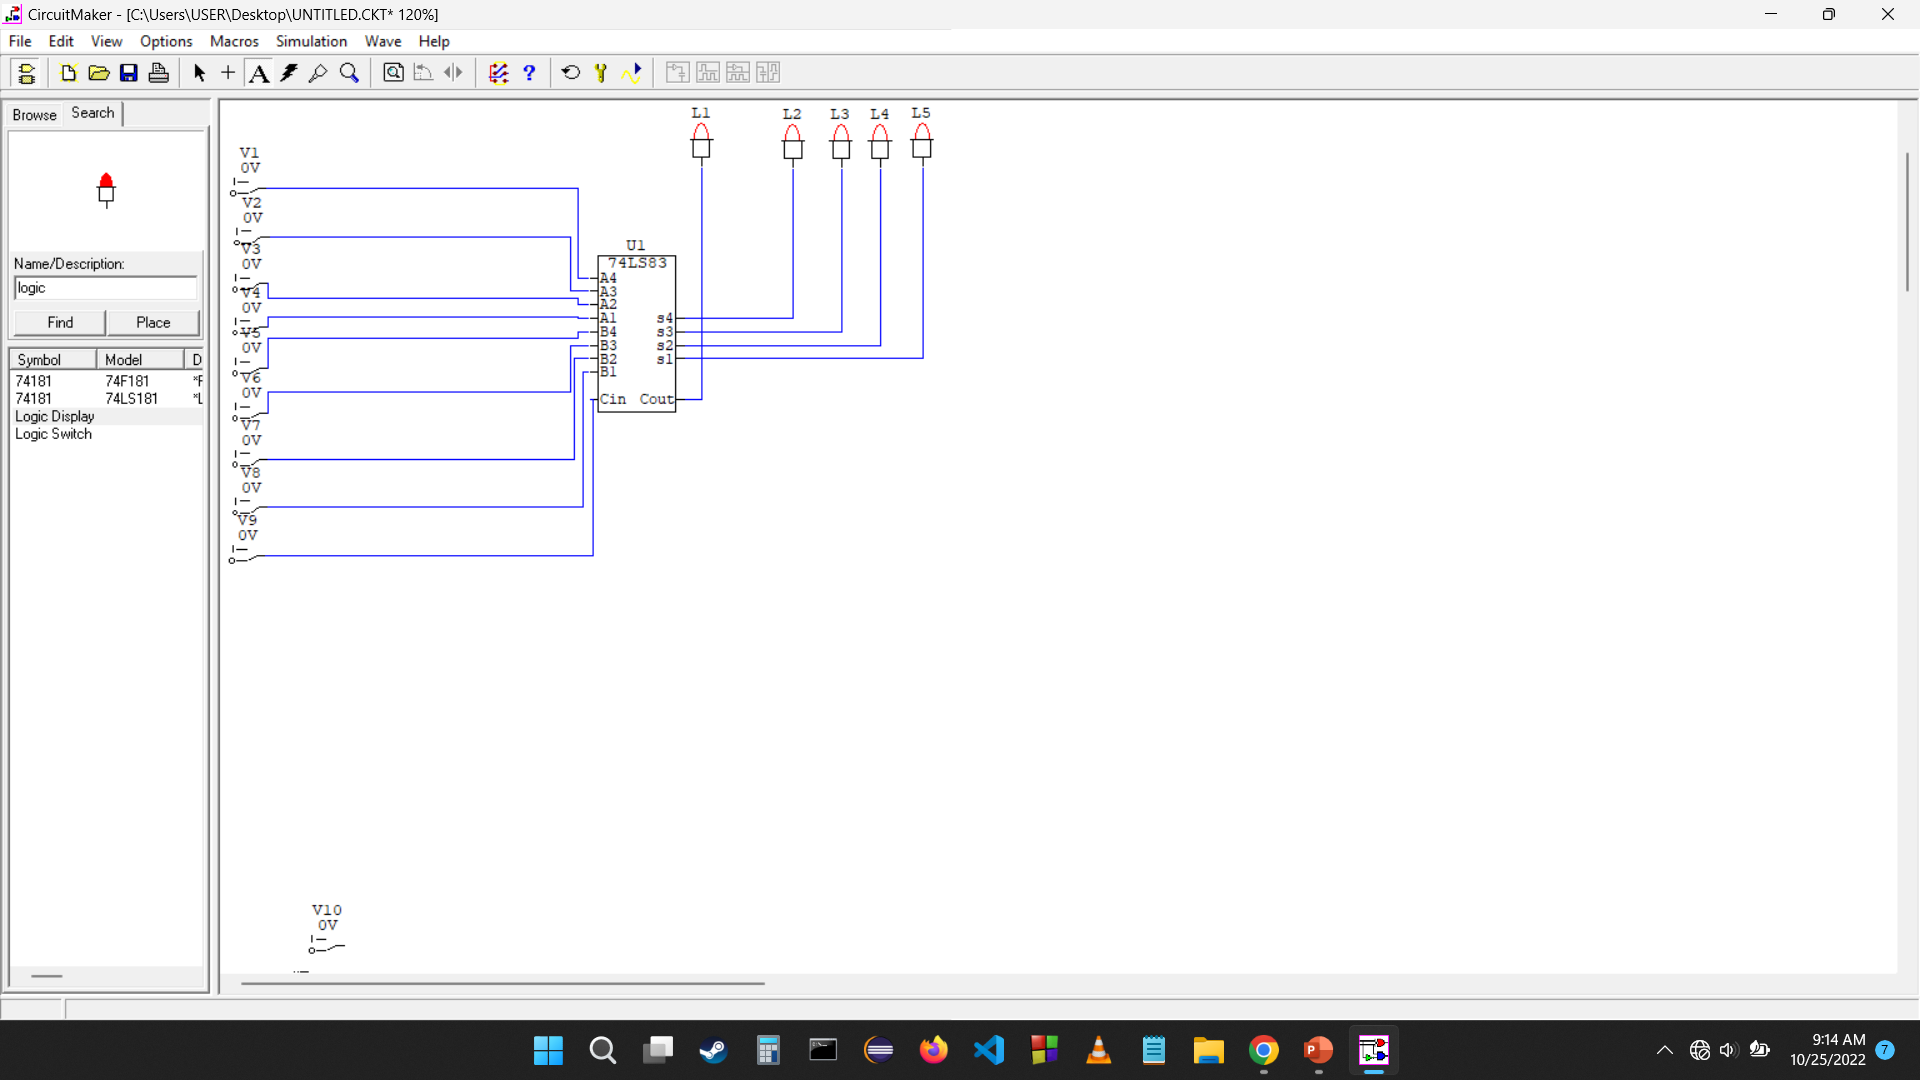 CircuitMaker - [C:\Users\USER\Desktop\UNTITLED.CKT* 120%]
File Edit View Options Macros Simulation Wave Help
Browse Search
Name/Description:
logic
Find Place
Symbol Model D
74181 74F181 *F
74181 74LS181 *L
Logic Display
Logic Switch
L1 L2 L3 L4 L5
V1
0V
V2
0V
V3
0V
V4
0V
V5
0V
V6
0V
V7
0V
V8
0V
V9
0V
U1
74LS83
A4
A3
A2
A1 s4
B4 s3
B3 s2
B2 s1
B1
Cin Cout
V10
0V
9:14 AM
10/25/2022
7